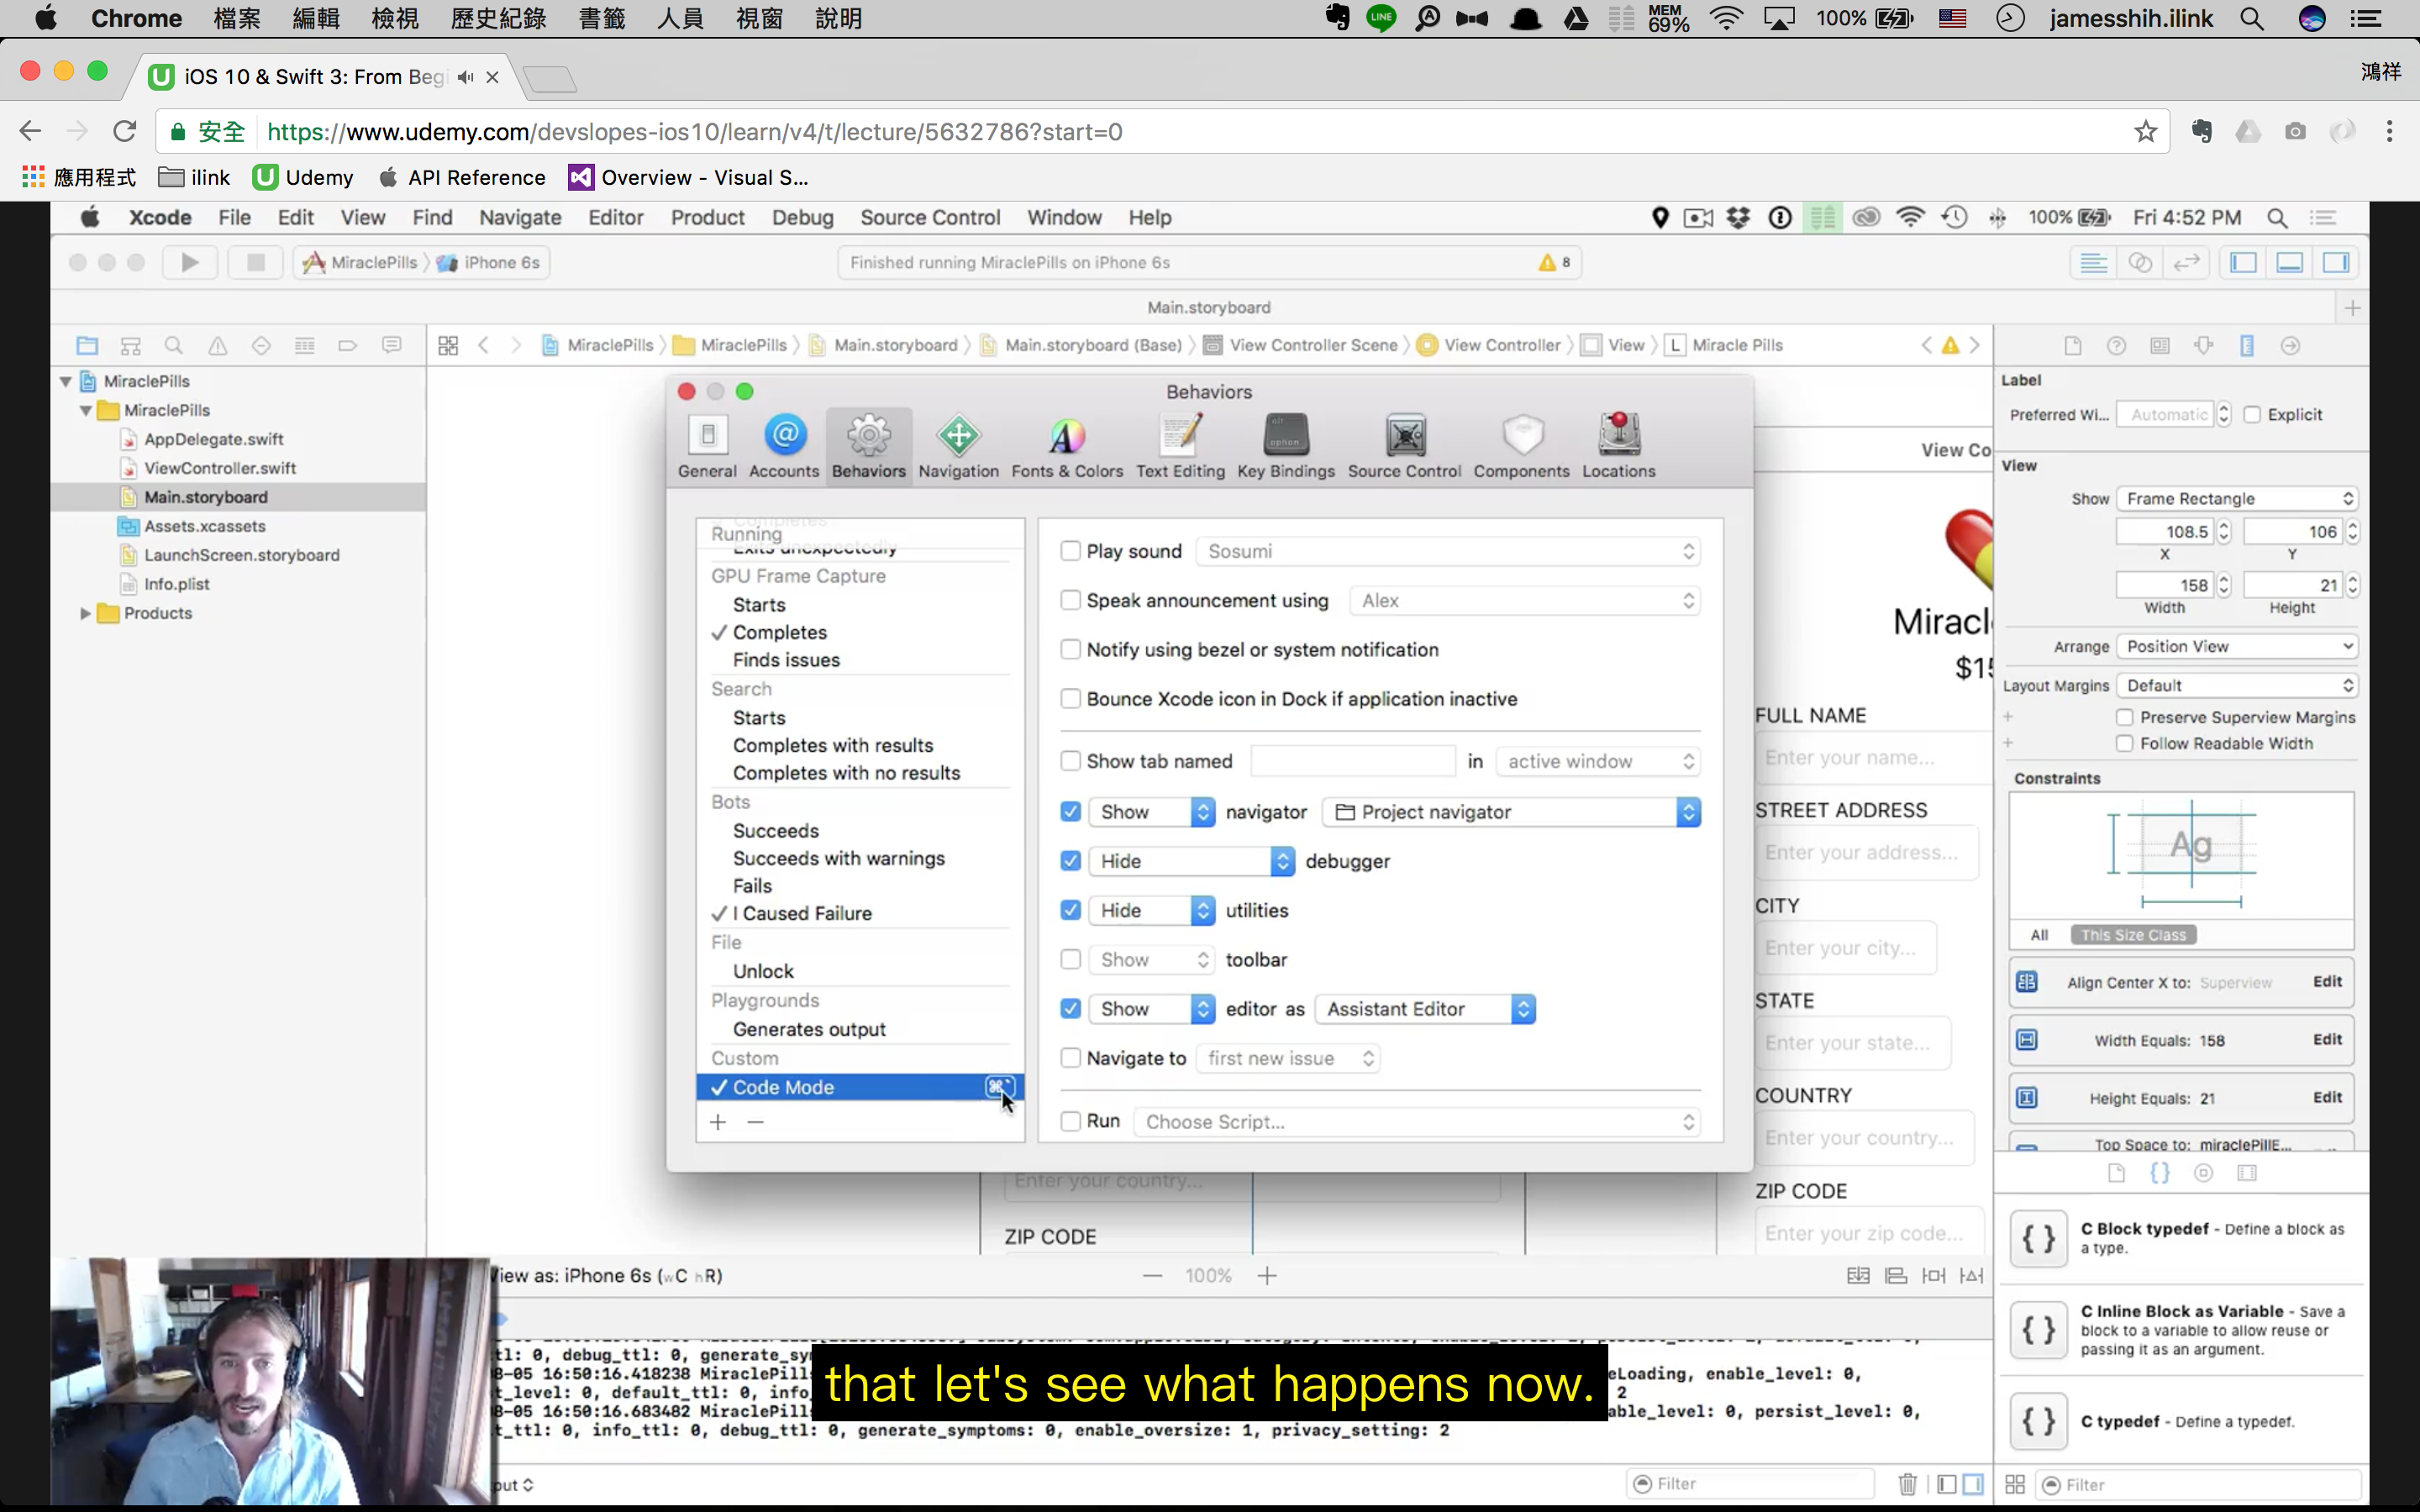 Chrome 檔案 編輯 檢視 歷史紀錄 書籤 人員 視窗 說明 LINE MEM 69% 100% jamesshih.ilink
iOS 10 & Swift 3: From Beg 鴻祥
安全 https://www.udemy.com/devslopes-ios10/learn/v4/t/lecture/5632786?start=0
應用程式 ilink Udemy API Reference Overview - Visual S...
Xcode File Edit View Find Navigate Editor Product Debug Source Control Window Help 100% Fri 4:52 PM
MiraclePills iPhone 6s Finished running MiraclePills on iPhone 6s 8
Main.storyboard
MiraclePills MiraclePills Main.storyboard Main.storyboard (Base) View Controller Scene View Controller View L Miracle Pills
MiraclePills
MiraclePills
AppDelegate.swift
ViewController.swift
Main.storyboard
Assets.xcassets
LaunchScreen.storyboard
Info.plist
Products
Behaviors
General Accounts Behaviors Navigation Fonts & Colors Text Editing Key Bindings Source Control Components Locations
Running
Exits unexpectedly
GPU Frame Capture
Starts
Completes
Finds issues
Search
Starts
Completes with results
Completes with no results
Bots
Succeeds
Succeeds with warnings
Fails
I Caused Failure
File
Unlock
Playgrounds
Generates output
Custom
Code Mode
Play sound Sosumi
Speak announcement using Alex
Notify using bezel or system notification
Bounce Xcode icon in Dock if application inactive
Show tab named in active window
Show navigator Project navigator
Hide debugger
Hide utilities
Show toolbar
Show editor as Assistant Editor
Navigate to first new issue
Run Choose Script...
View Co
Miracl
$15
FULL NAME
Enter your name...
STREET ADDRESS
Enter your address...
CITY
Enter your city...
STATE
Enter your state...
COUNTRY
Enter your country...
ZIP CODE
Enter your zip code...
Enter your country...
ZIP CODE
Label
Preferred Wi... Automatic Explicit
View
Show Frame Rectangle
108.5 106
X Y
158 21
Width Height
Arrange Position View
Layout Margins Default
Preserve Superview Margins
Follow Readable Width
Constraints
Ag
All This Size Class
Align Center X to: Superview Edit
Width Equals: 158 Edit
Height Equals: 21 Edit
Top Space to: miraclePillE...
{ } C Block typedef - Define a block as
a type.
{ } C Inline Block as Variable - Save a
block to a variable to allow reuse or
passing it as an argument.
{ } C typedef - Define a typedef.
Filter
View as: iPhone 6s (wC hR) 100%
tl: 0, debug_ttl: 0, generate_sy
8-05 16:50:16.418238 MiraclePill eLoading, enable_level: 0,
t_level: 0, default_ttl: 0, info_ 2
8-05 16:50:16.683482 MiraclePill able_level: 0, persist_level: 0,
t_ttl: 0, info_ttl: 0, debug_ttl: 0, generate_symptoms: 0, enable_oversize: 1, privacy_setting: 2
that let's see what happens now.
put Filter